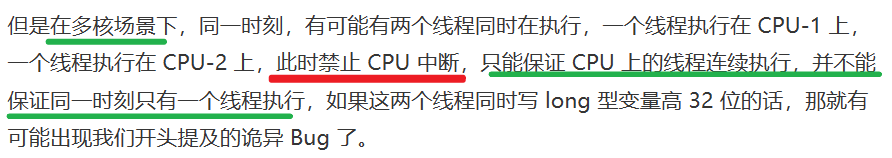 但是在多核场景下，同一时刻，有可能有两个线程同时在执行，一个线程执行在 CPU-1 上，
一个线程执行在 CPU-2 上，此时禁止 CPU 中断，只能保证 CPU 上的线程连续执行，并不能
保证同一时刻只有一个线程执行，如果这两个线程同时写 long 型变量高 32 位的话，那就有
可能出现我们开头提及的诡异 Bug 了。